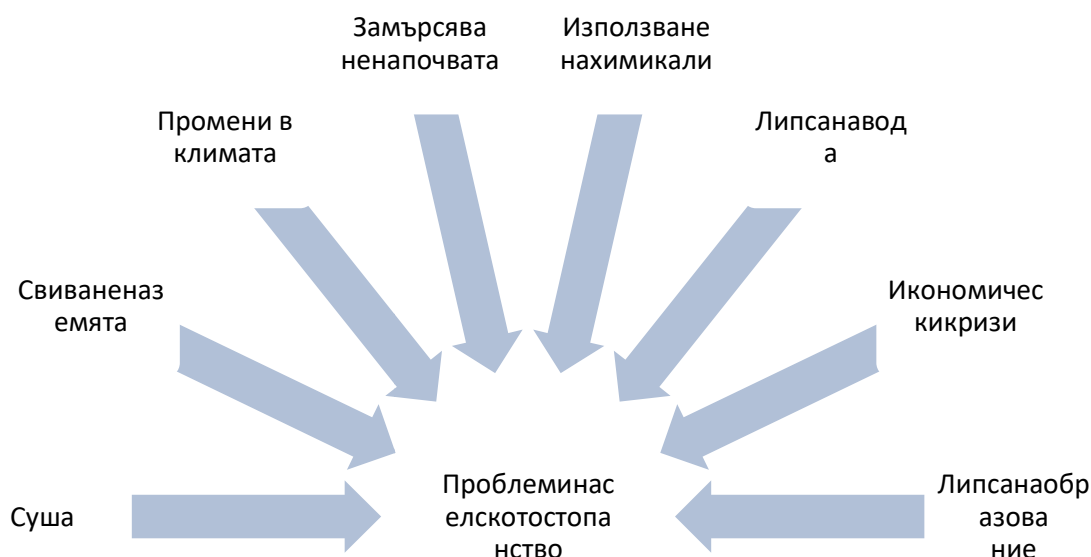 Замърсява
ненапочвата
Използване
нахимикали
Промени в
климата
Липсанавод
а
Свиваненаз
емята
Икономичес
кикризи
Суша
Проблеминас
елскотостопа
нство
Липсанаобр
азова
ние